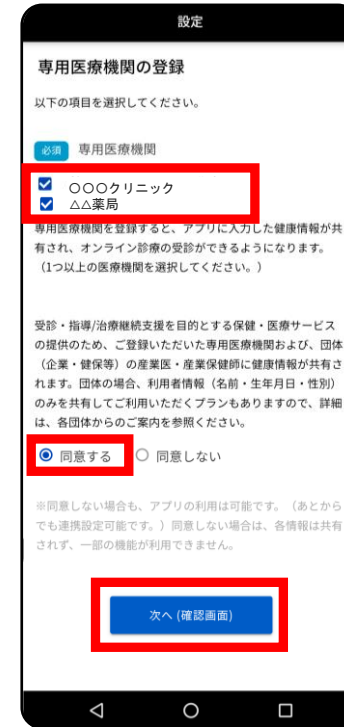 設定
専用医療機関の登録
以下の項目を選択してください。
必須 専用医療機関
〇〇〇クリニック
△△薬局
専用医療機関を登録すると、アプリに入力した健康情報が共
有され、オンライン診療の受診ができるようになります。
（1つ以上の医療機関を選択してください。）
受診・指導/治療継続支援を目的とする保健・医療サービス
の提供のため、ご登録いただいた専用医療機関および、団体
（企業・健保等）の産業医・産業保健師に健康情報が共有さ
れます。団体の場合、利用者情報（名前・生年月日・性別）
のみを共有してご利用いただくプランもありますので、詳細
は、各団体からのご案内を参照ください。
同意する 同意しない
※同意しない場合も、アプリの利用は可能です。（あとから
でも連携設定可能です。）同意しない場合は、各情報は共有
されず、一部の機能が利用できません。
次へ (確認画面)